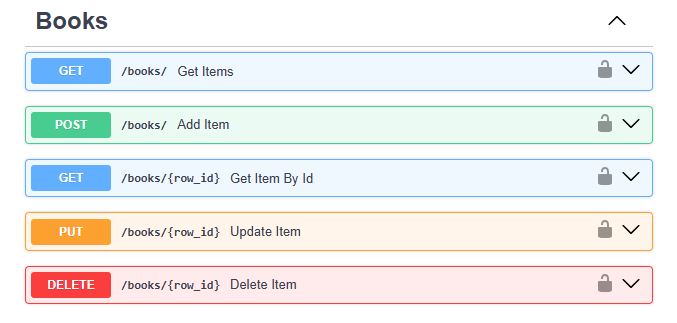 Books
GET /books/ Get Items
POST /books/ Add Item
GET /books/{row_id} Get Item By Id
PUT /books/{row_id} Update Item
DELETE /books/{row_id} Delete Item